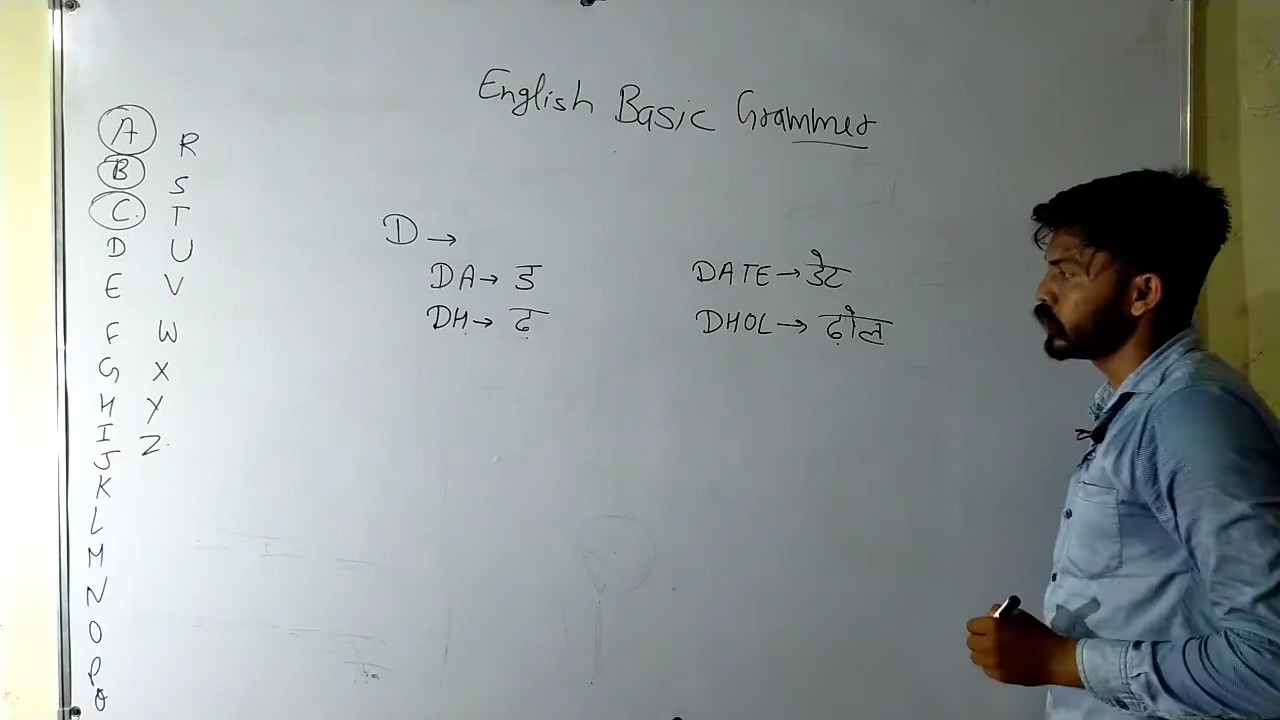 English Basic Grammer
A
B
C
D
E
F
G
H
I
J
K
L
M
N
O
P
Q
R
S
T
U
V
W
X
Y
Z
D →
DA → ड
DH → ढ़
DATE → डेट
DHOL → ढ़ोल